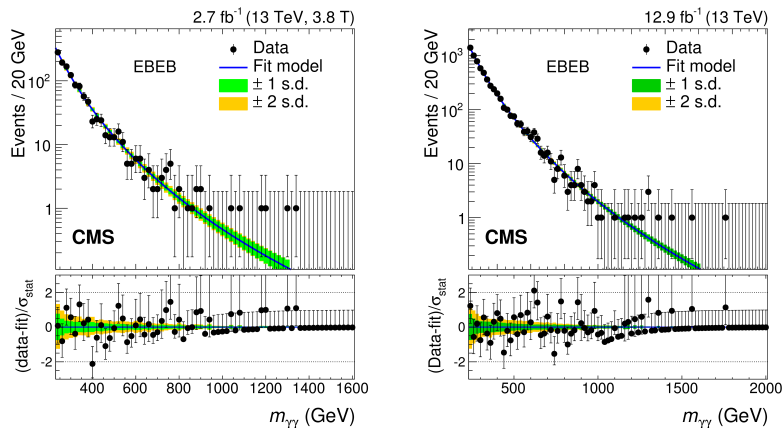 2.7 fb⁻¹ (13 TeV, 3.8 T)
Events / 20 GeV
EBEB
Data
Fit model
± 1 s.d.
± 2 s.d.
10²
10
1
CMS
(data-fit)/σstat
2
0
-2
400 600 800 1000 1200 1400 1600
mγγ (GeV)
12.9 fb⁻¹ (13 TeV)
Events / 20 GeV
EBEB
Data
Fit model
± 1 s.d.
± 2 s.d.
10³
10²
10
1
CMS
(Data-fit)/σstat
2
0
-2
500 1000 1500 2000
mγγ (GeV)